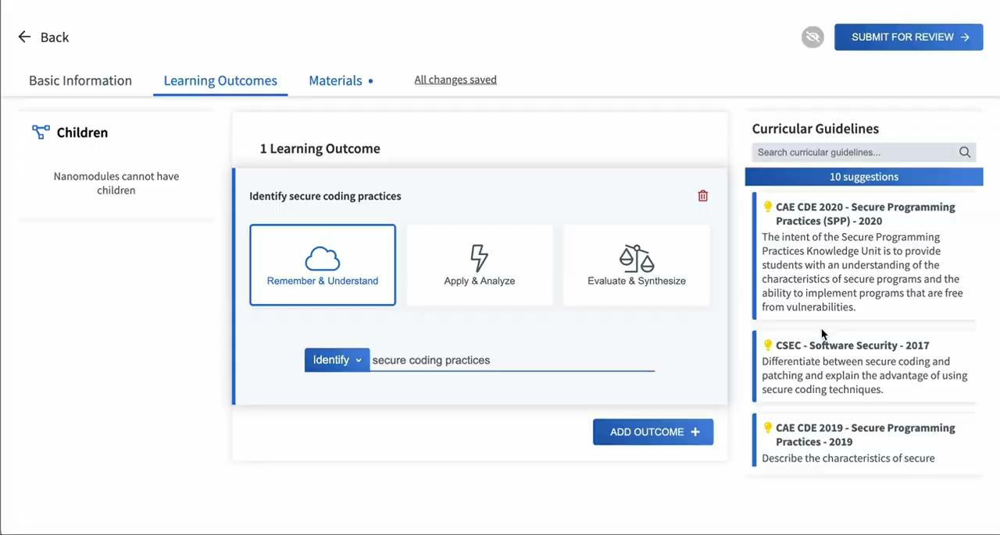 Back
SUBMIT FOR REVIEW
Basic Information
Learning Outcomes
Materials
All changes saved
Children
Nanomodules cannot have
children
1 Learning Outcome
Identify secure coding practices
Remember & Understand
Apply & Analyze
Evaluate & Synthesize
Identify
secure coding practices
ADD OUTCOME +
Curricular Guidelines
Search curricular guidelines...
10 suggestions
CAE CDE 2020 - Secure Programming
Practices (SPP) - 2020
The intent of the Secure Programming
Practices Knowledge Unit is to provide
students with an understanding of the
characteristics of secure programs and the
ability to implement programs that are free
from vulnerabilities.
CSEC - Software Security - 2017
Differentiate between secure coding and
patching and explain the advantage of using
secure coding techniques.
CAE CDE 2019 - Secure Programming
Practices - 2019
Describe the characteristics of secure